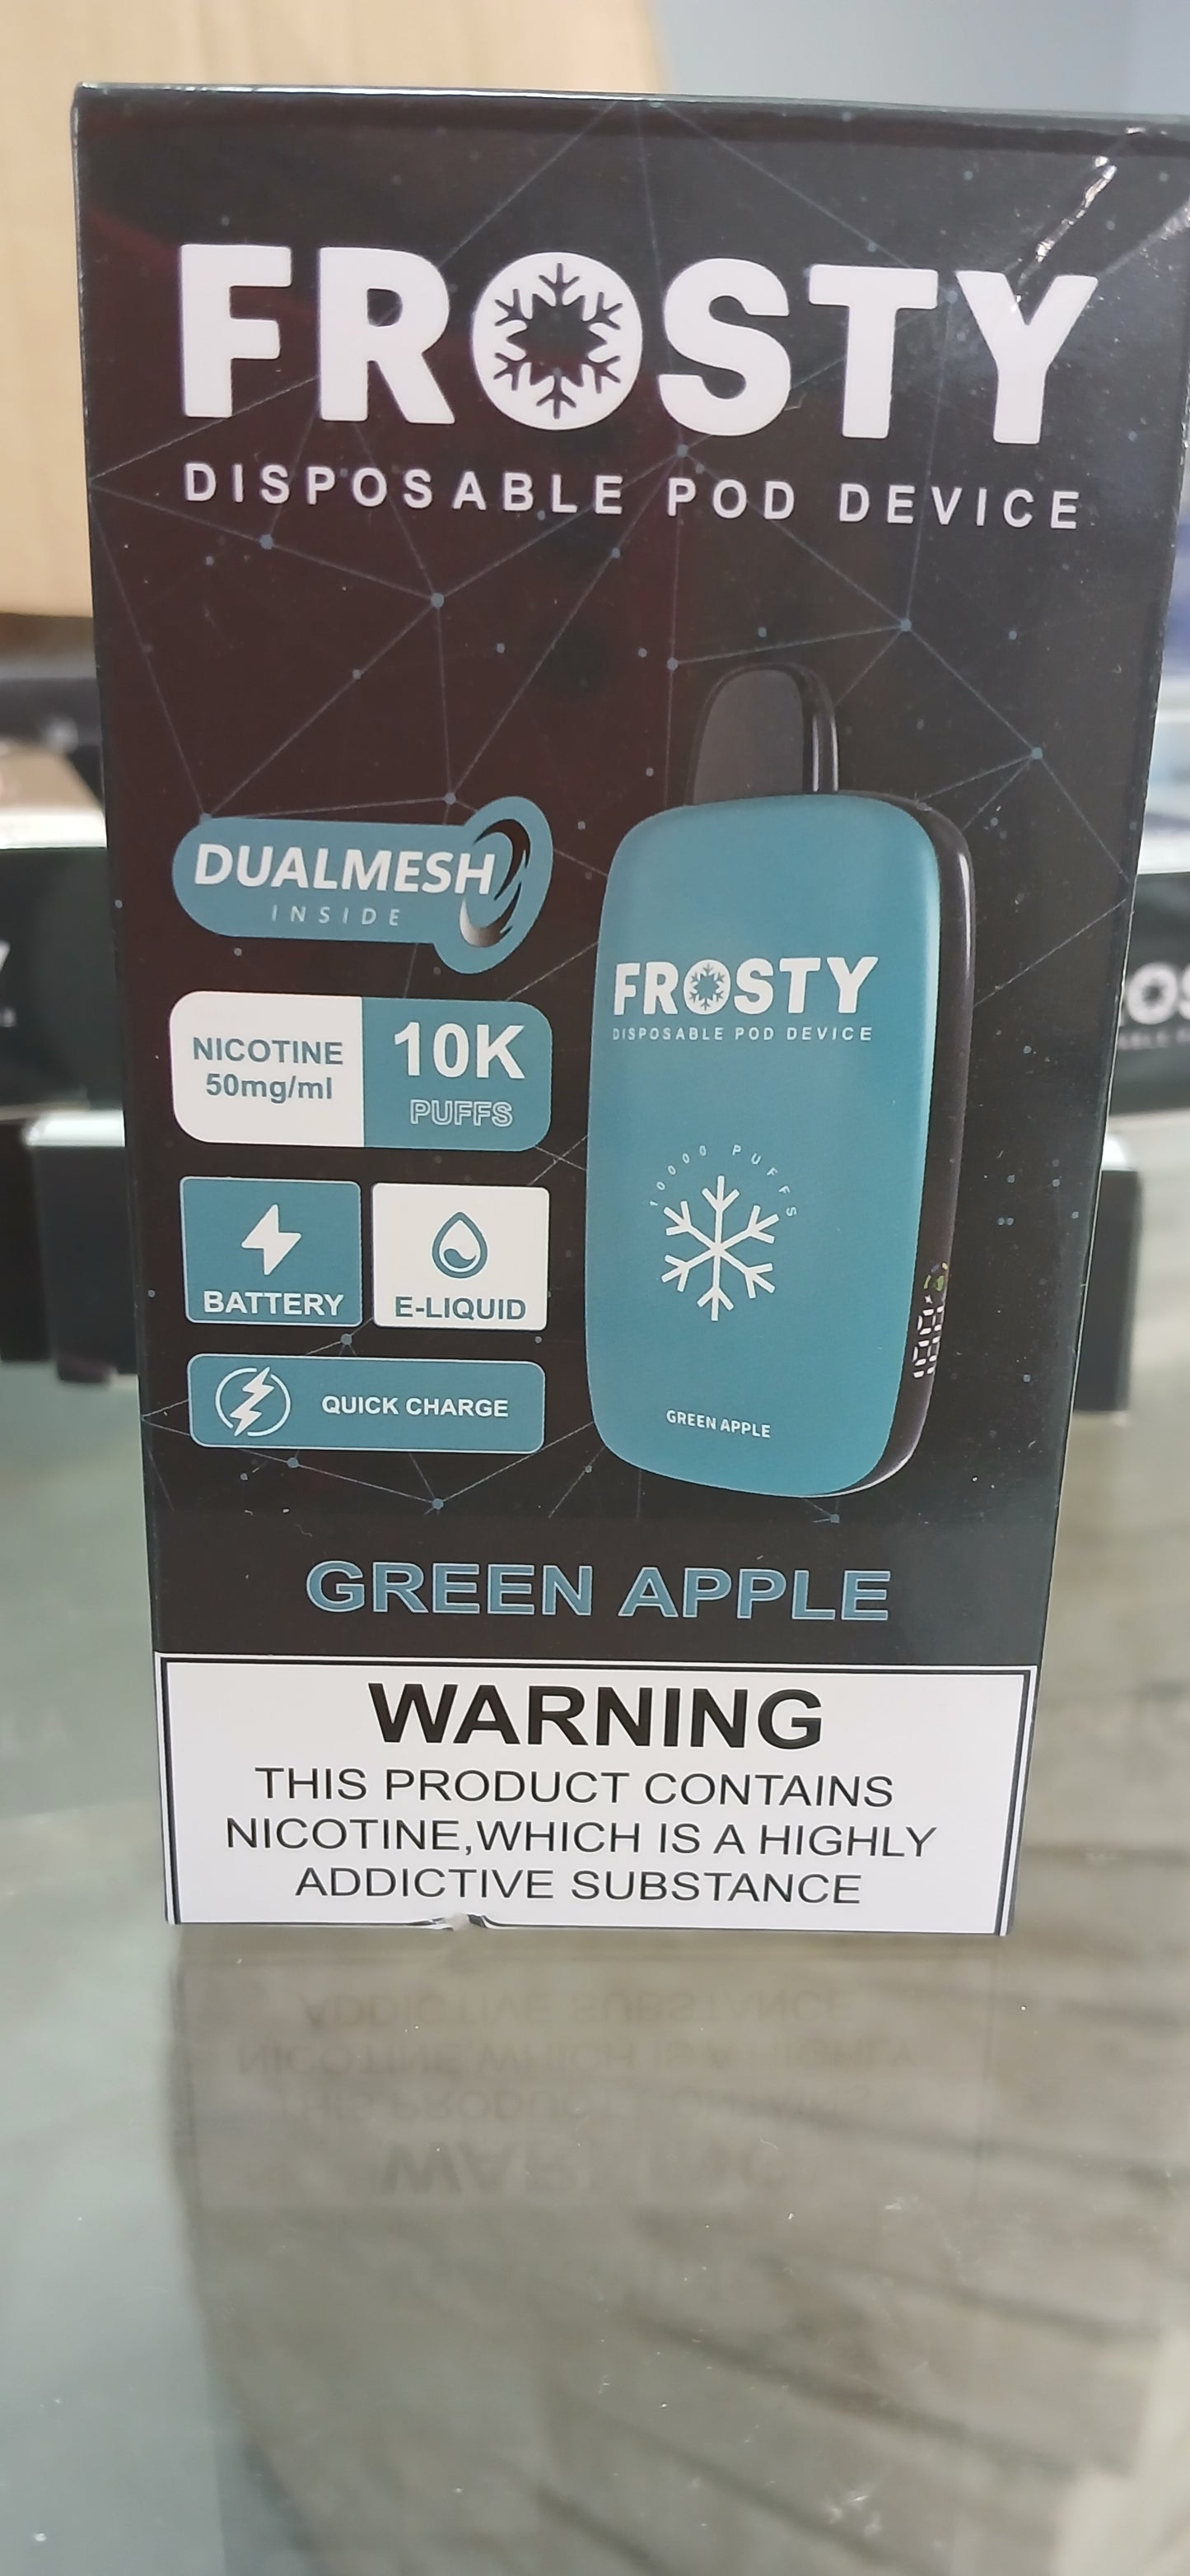 FROSTY
DISPOSABLE POD DEVICE
DUALMESH
INSIDE
NICOTINE
50mg/ml
10K
PUFFS
BATTERY
E-LIQUID
QUICK CHARGE
FROSTY
DISPOSABLE POD DEVICE
10000 PUFFS
GREEN APPLE
GREEN APPLE
WARNING
THIS PRODUCT CONTAINS
NICOTINE,WHICH IS A HIGHLY
ADDICTIVE SUBSTANCE